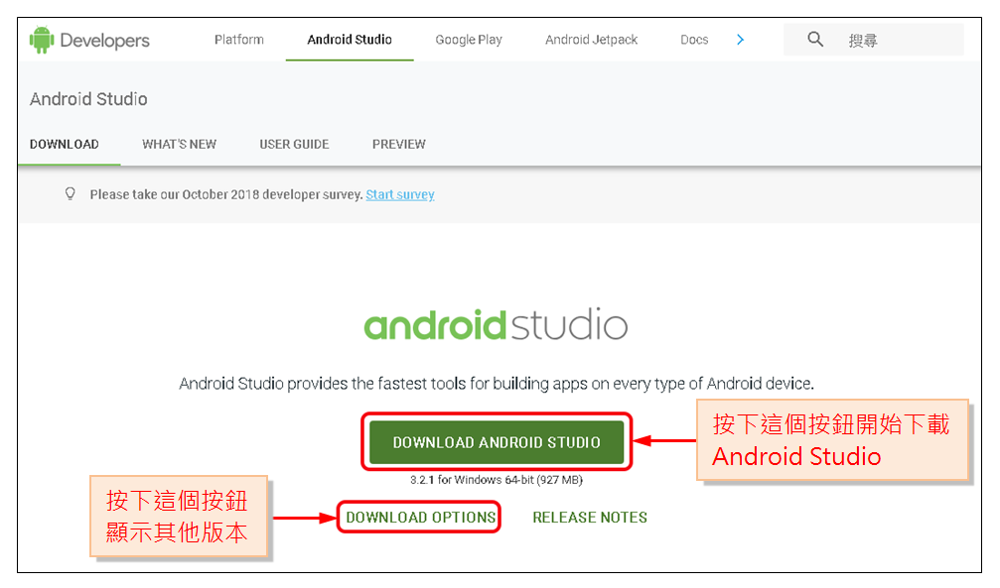 Developers Platform Android Studio Google Play Android Jetpack Docs 搜尋
Android Studio
DOWNLOAD WHAT'S NEW USER GUIDE PREVIEW
Please take our October 2018 developer survey. Start survey
androidstudio
Android Studio provides the fastest tools for building apps on every type of Android device.
DOWNLOAD ANDROID STUDIO
3.2.1 for Windows 64-bit (927 MB)
DOWNLOAD OPTIONS RELEASE NOTES
按下這個按鈕開始下載
Android Studio
按下這個按鈕
顯示其他版本